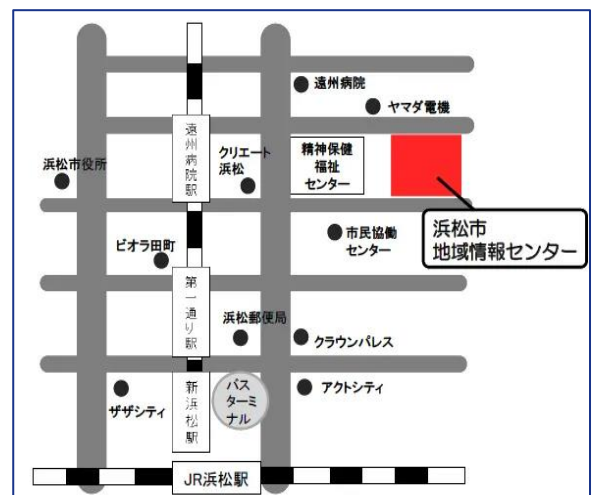 遠州病院
ヤマダ電機
遠州病院駅
クリエート
浜松
精神保健
福祉
センター
浜松市役所
浜松市
地域情報センター
市民協働
センター
ビオラ田町
第一通り駅
浜松郵便局
クラウンパレス
新浜松駅
バス
ターミ
ナル
アクトシティ
ザザシティ
JR浜松駅